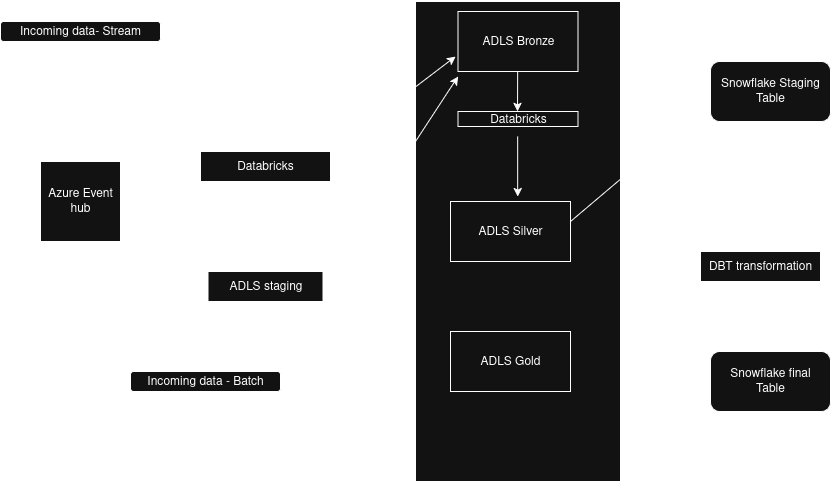 Incoming data- Stream
Azure Event
hub
Databricks
ADLS staging
Incoming data - Batch
ADLS Bronze
Databricks
ADLS Silver
ADLS Gold
Snowflake Staging
Table
DBT transformation
Snowflake final
Table